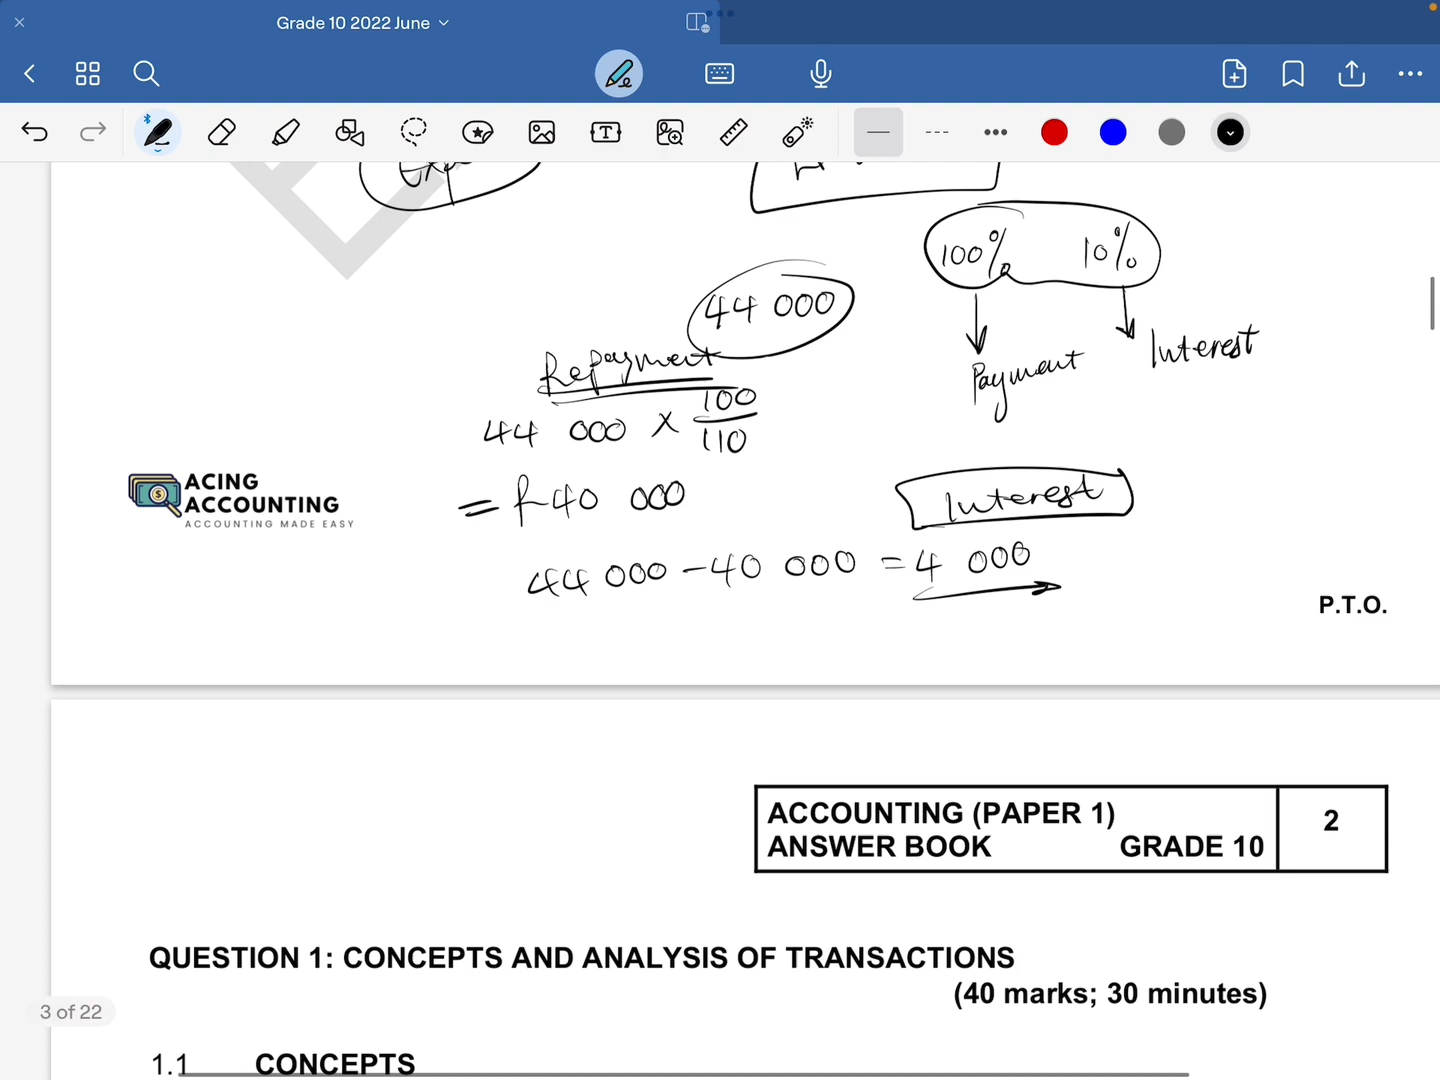 Grade 10 2022 June
100% 10%
44 000
Repayment
Payment
Interest
44 000 × 100/110
ACING
ACCOUNTING
ACCOUNTING MADE EASY
= R40 000
Interest
44 000 – 40 000 = 4 000
P.T.O.
ACCOUNTING (PAPER 1)
ANSWER BOOK GRADE 10
2
QUESTION 1: CONCEPTS AND ANALYSIS OF TRANSACTIONS
(40 marks; 30 minutes)
3 of 22
1.1 CONCEPTS